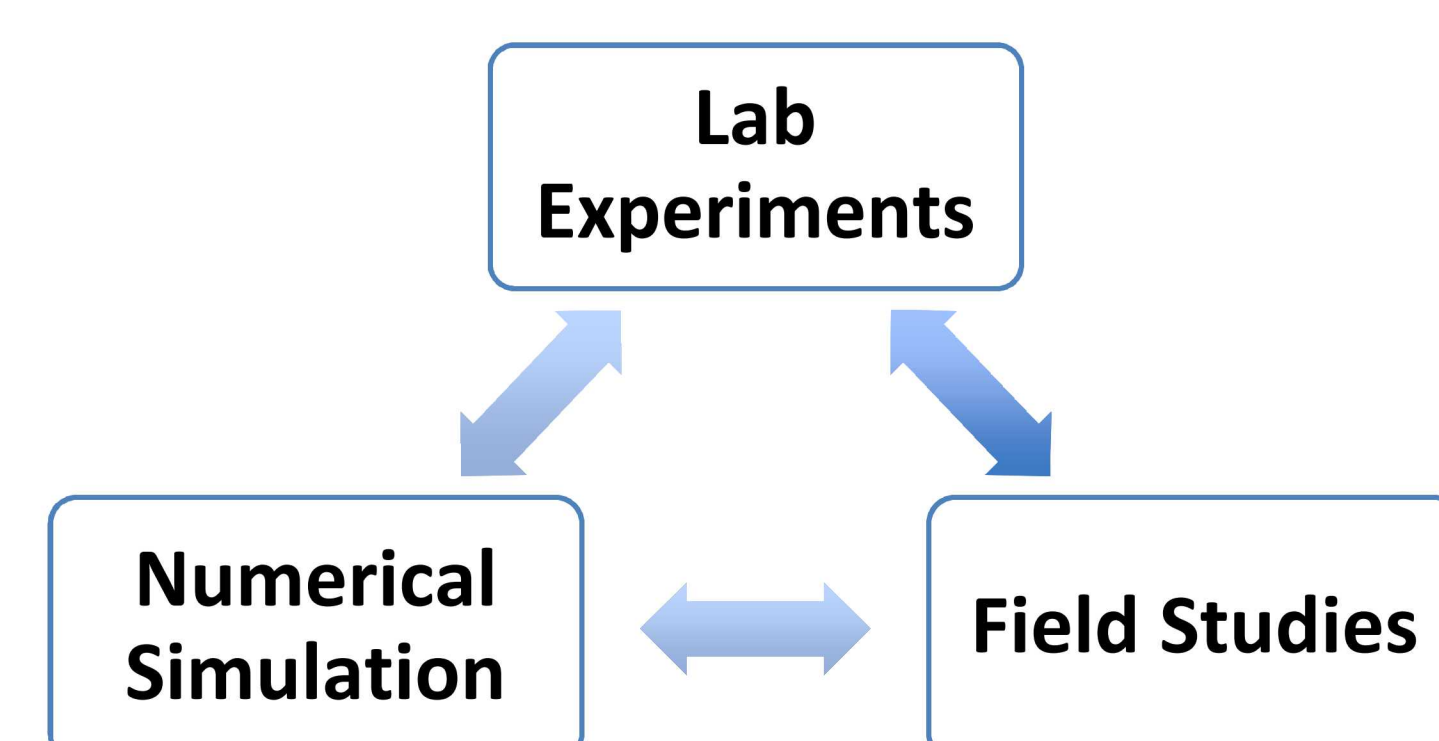 Lab
Experiments
Numerical
Simulation
Field Studies